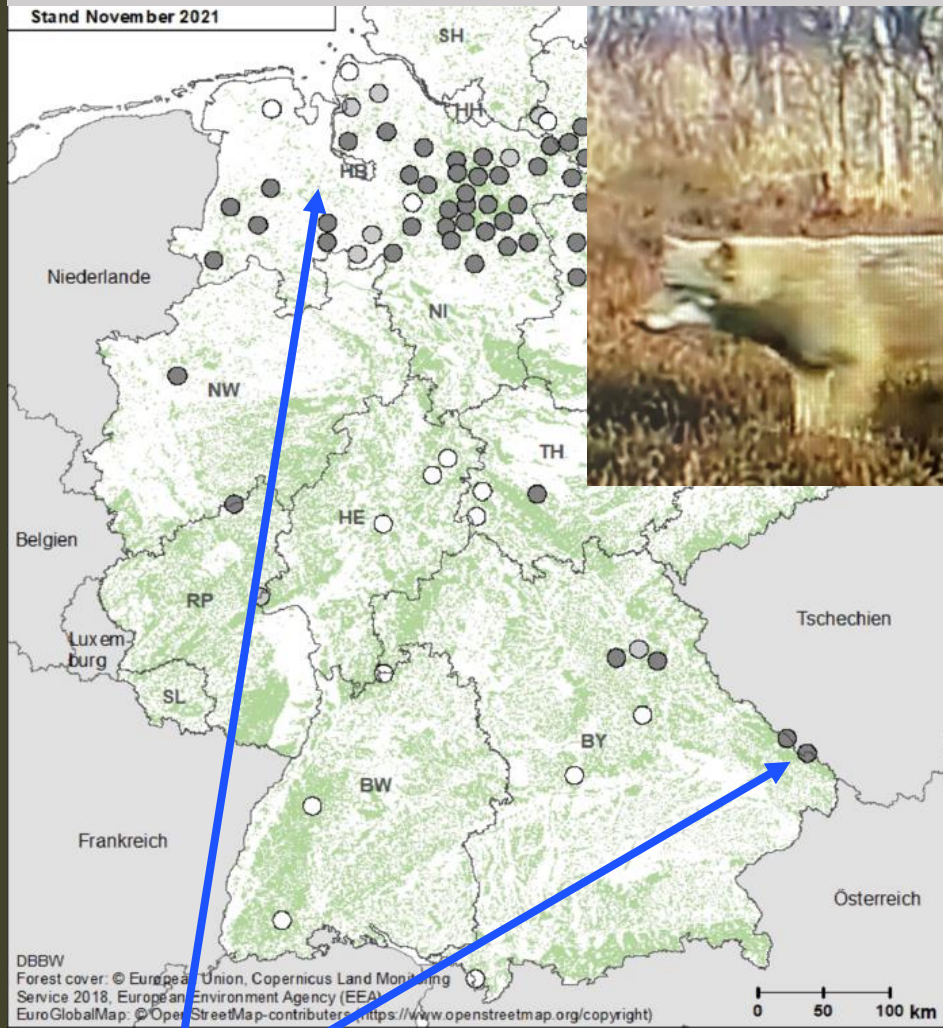 Stand November 2021
SH
HH
HB
Niederlande
NI
NW
TH
HE
Belgien
RP
Tschechien
Luxem-
burg
SL
BY
BW
Frankreich
Österreich
DBBW
Forest cover: © European Union, Copernicus Land Monitoring
Service 2018, European Environment Agency (EEA)
EuroGlobalMap: © OpenStreetMap-contributers (https://www.openstreetmap.org/copyright)
0 50 100 km